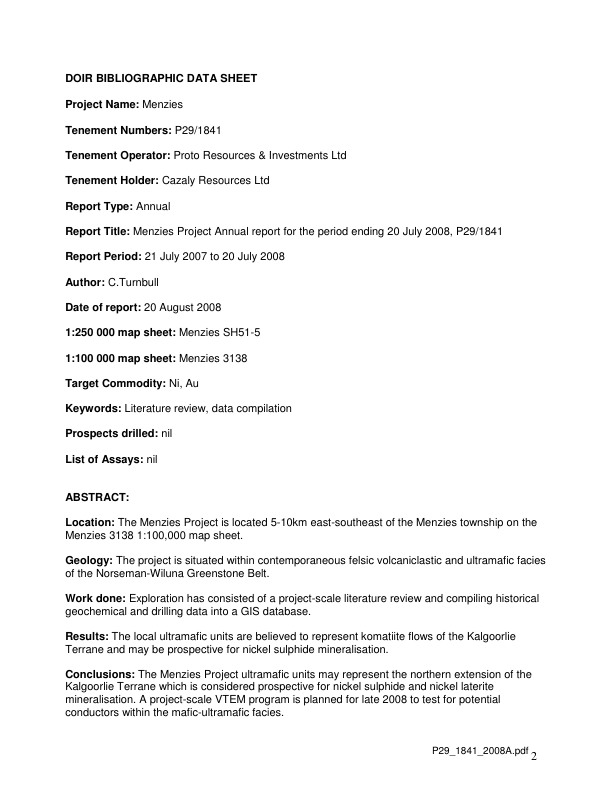 DOIR BIBLIOGRAPHIC DATA SHEET
Project Name: Menzies
Tenement Numbers: P29/1841
Tenement Operator: Proto Resources & Investments Ltd
Tenement Holder: Cazaly Resources Ltd
Report Type: Annual
Report Title: Menzies Project Annual report for the period ending 20 July 2008, P29/1841
Report Period: 21 July 2007 to 20 July 2008
Author: C.Turnbull
Date of report: 20 August 2008
1:250 000 map sheet: Menzies SH51-5
1:100 000 map sheet: Menzies 3138
Target Commodity: Ni, Au
Keywords: Literature review, data compilation
Prospects drilled: nil
List of Assays: nil
ABSTRACT:
Location: The Menzies Project is located 5-10km east-southeast of the Menzies township on the
Menzies 3138 1:100,000 map sheet.
Geology: The project is situated within contemporaneous felsic volcaniclastic and ultramafic facies
of the Norseman-Wiluna Greenstone Belt.
Work done: Exploration has consisted of a project-scale literature review and compiling historical
geochemical and drilling data into a GIS database.
Results: The local ultramafic units are believed to represent komatiite flows of the Kalgoorlie
Terrane and may be prospective for nickel sulphide mineralisation.
Conclusions: The Menzies Project ultramafic units may represent the northern extension of the
Kalgoorlie Terrane which is considered prospective for nickel sulphide and nickel laterite
mineralisation. A project-scale VTEM program is planned for late 2008 to test for potential
conductors within the mafic-ultramafic facies.
P29_1841_2008A.pdf 2